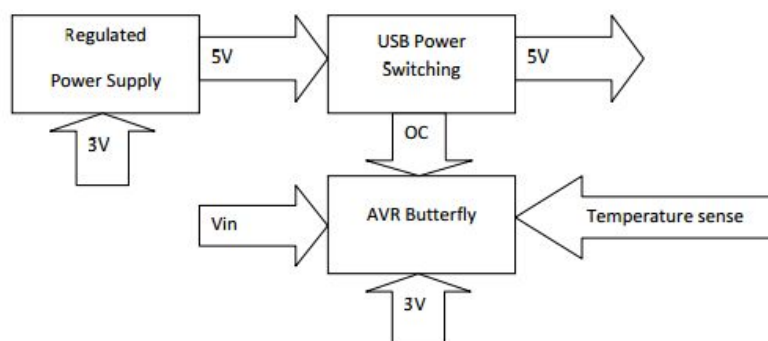 Regulated
Power Supply
5V
USB Power
Switching
5V
3V
OC
Vin
AVR Butterfly
Temperature sense
3V